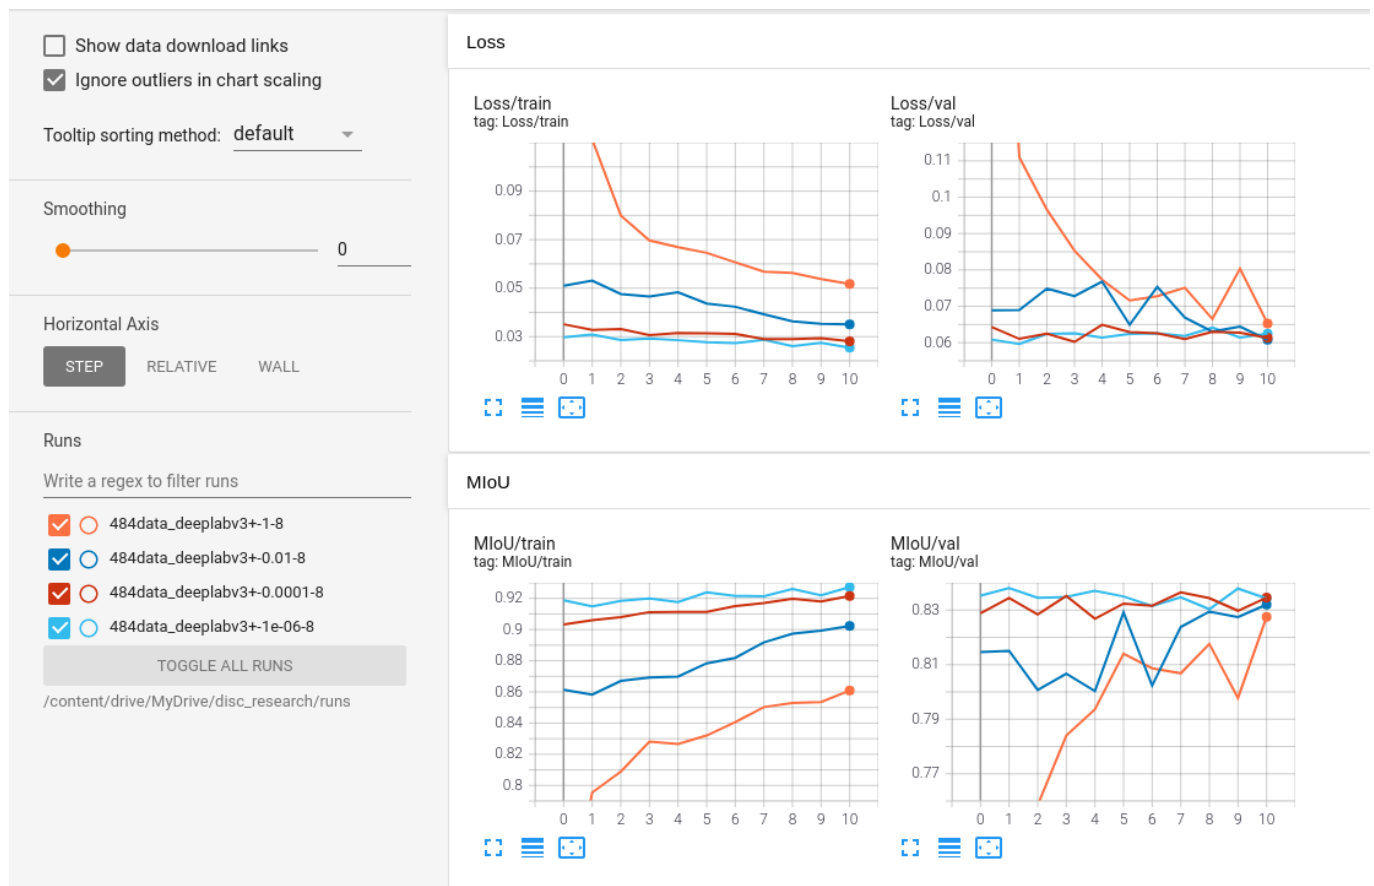 Show data download links
Ignore outliers in chart scaling
Tooltip sorting method: default
Smoothing
0
Horizontal Axis
STEP RELATIVE WALL
Runs
Write a regex to filter runs
484data_deeplabv3+-1-8
484data_deeplabv3+-0.01-8
484data_deeplabv3+-0.0001-8
484data_deeplabv3+-1e-06-8
TOGGLE ALL RUNS
/content/drive/MyDrive/disc_research/runs
Loss
Loss/train
tag: Loss/train
0.09
0.07
0.05
0.03
0 1 2 3 4 5 6 7 8 9 10
Loss/val
tag: Loss/val
0.11
0.1
0.09
0.08
0.07
0.06
0 1 2 3 4 5 6 7 8 9 10
MIoU
MIoU/train
tag: MIoU/train
0.92
0.9
0.88
0.86
0.84
0.82
0.8
0 1 2 3 4 5 6 7 8 9 10
MIoU/val
tag: MIoU/val
0.83
0.81
0.79
0.77
0 1 2 3 4 5 6 7 8 9 10